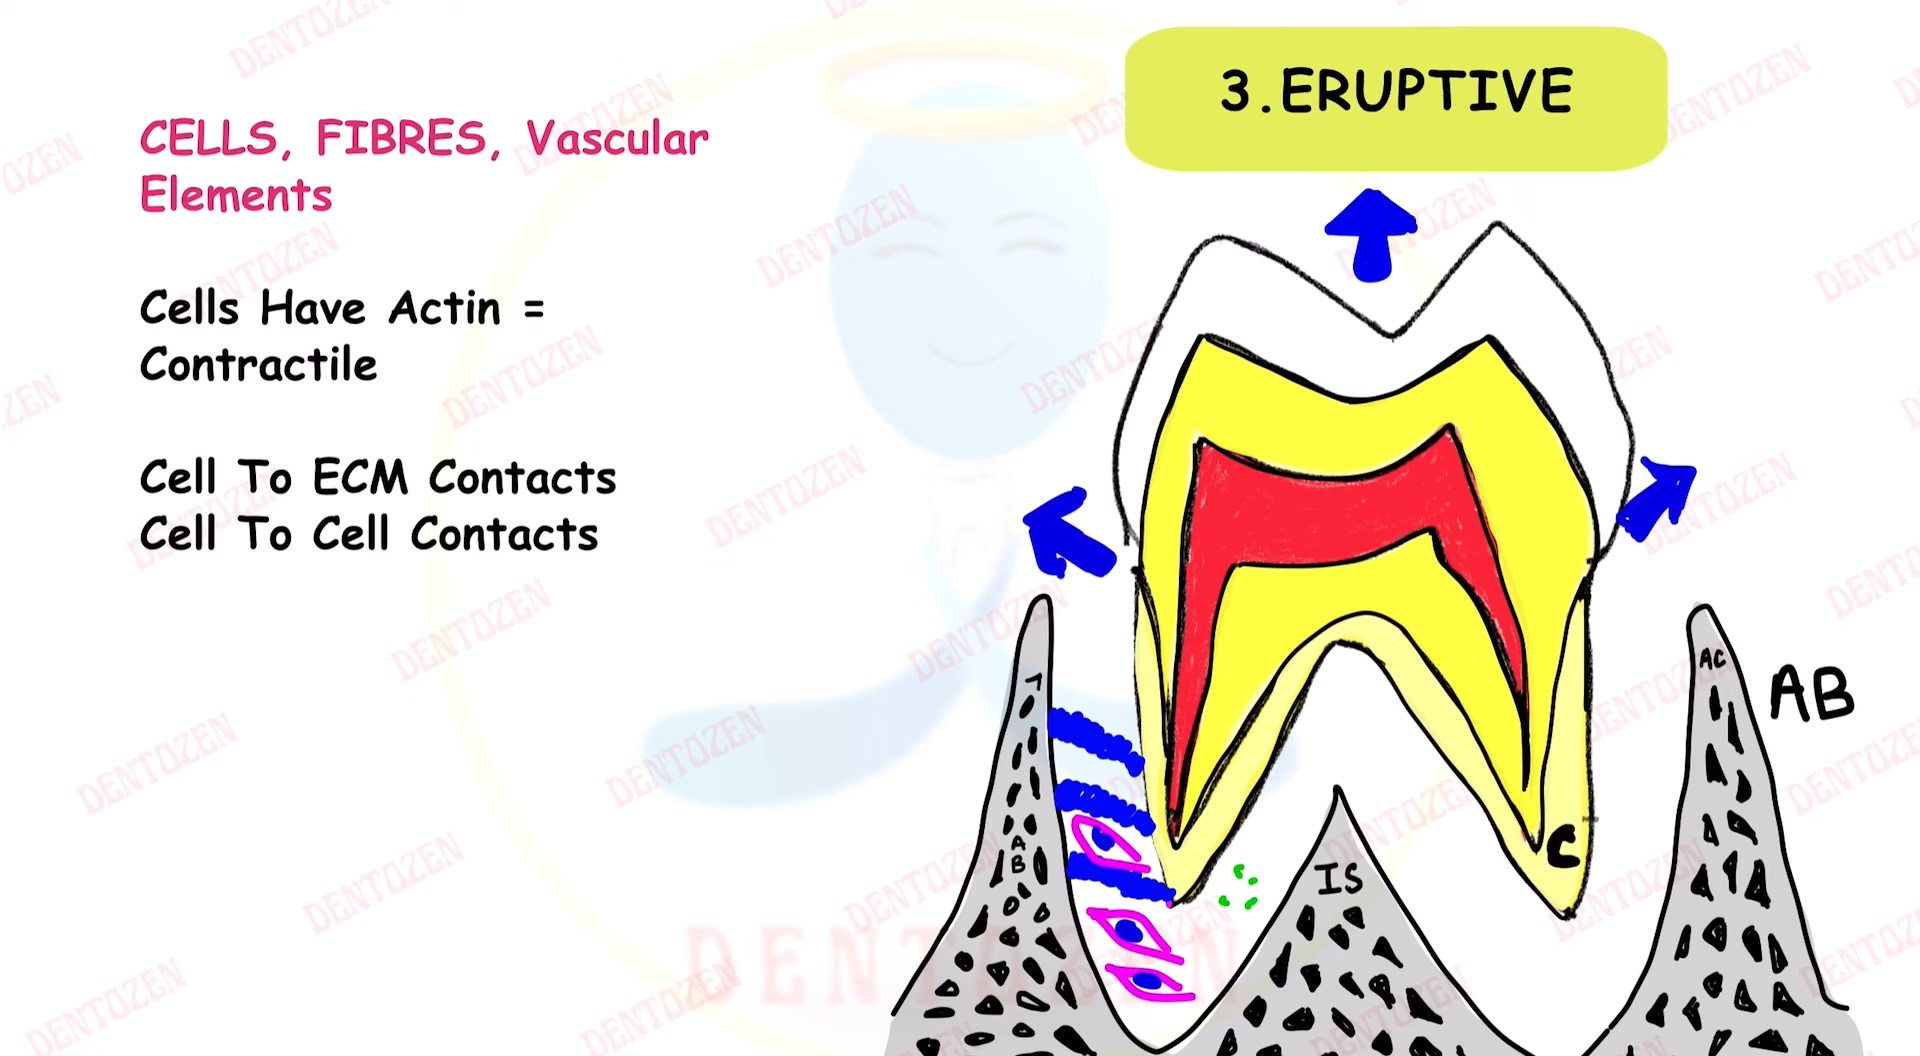 3.ERUPTIVE
CELLS, FIBRES, Vascular
Elements
Cells Have Actin =
Contractile
Cell To ECM Contacts
Cell To Cell Contacts
AC
AB
A
B
C
IS
DENTOZEN